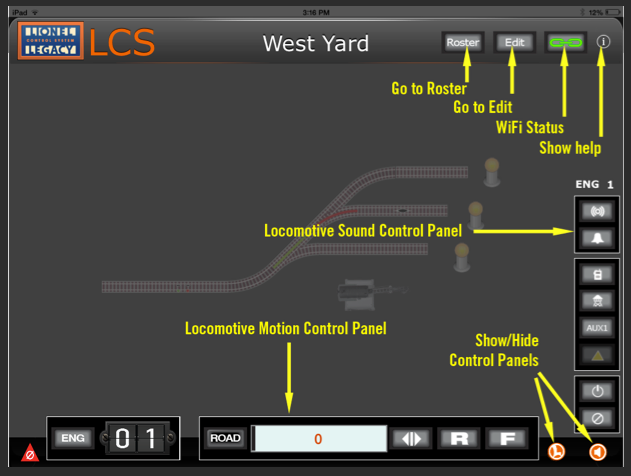 iPad
3:16 PM
12%
LIONEL
CONTROL SYSTEM
LEGACY
LCS
West Yard
Roster
Edit
Go to Roster
Go to Edit
WiFi Status
Show help
ENG 1
Locomotive Sound Control Panel
AUX1
Locomotive Motion Control Panel
Show/Hide
Control Panels
ENG
0 1
ROAD
0
R
F
L